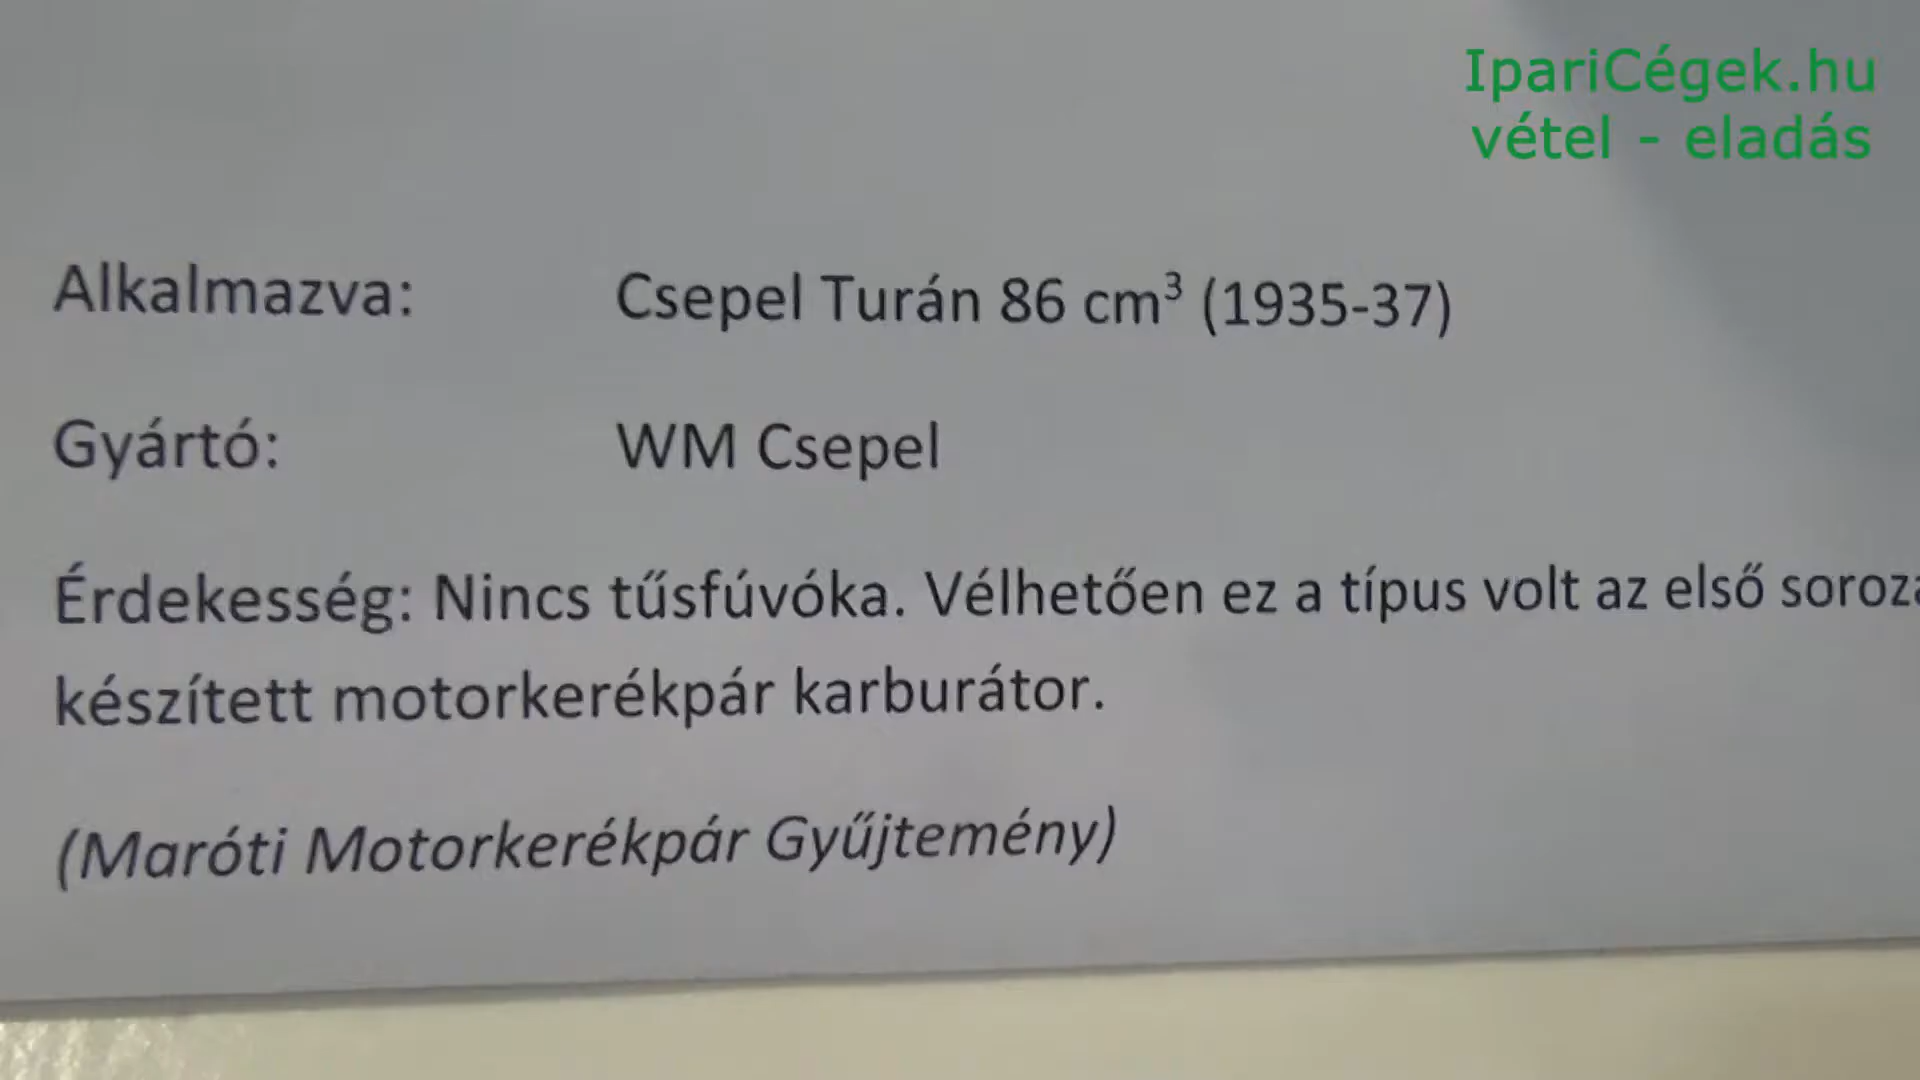 IpariCégek.hu
vétel - eladás
Alkalmazva: Csepel Turán 86 cm³ (1935-37)
Gyártó: WM Csepel
Érdekesség: Nincs tűsfúvóka. Vélhetően ez a típus volt az első
készített motorkerékpár karburátor.
(Maróti Motorkerékpár Gyűjtemény)